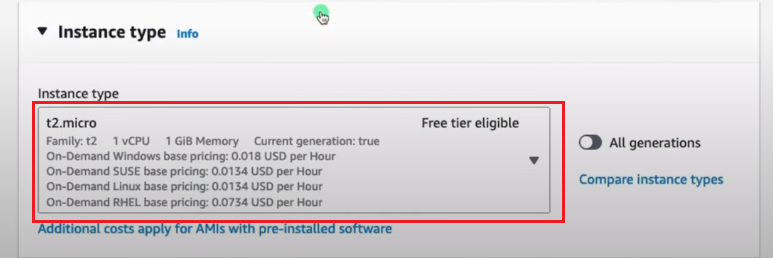 Instance type Info
Instance type
t2.micro Free tier eligible
Family: t2 1 vCPU 1 GiB Memory Current generation: true
On-Demand Windows base pricing: 0.018 USD per Hour
On-Demand SUSE base pricing: 0.0134 USD per Hour
On-Demand Linux base pricing: 0.0134 USD per Hour
On-Demand RHEL base pricing: 0.0734 USD per Hour
All generations
Compare instance types
Additional costs apply for AMIs with pre-installed software